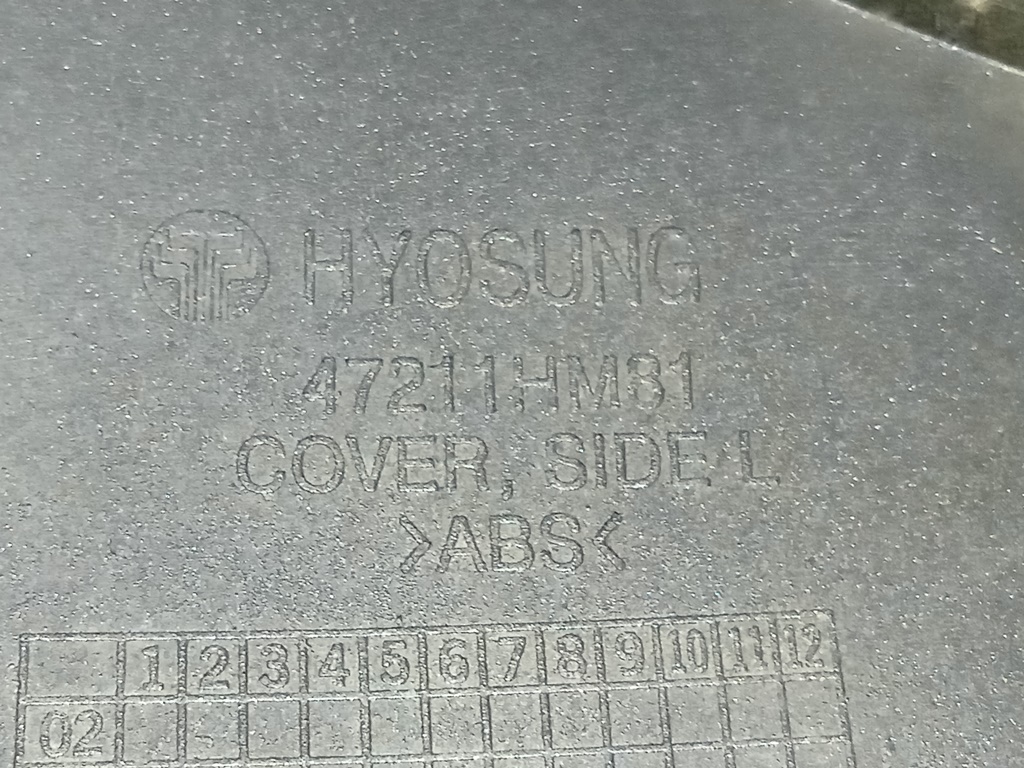 HYOSUNG
47211HM81
COVER, SIDE L
>ABS<
1 2 3 4 5 6 7 8 9 10 11 12
02